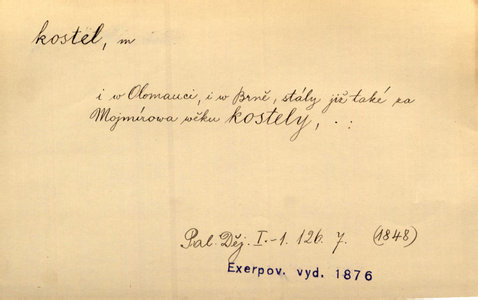 kostel, m
i w Olomauci, i w Brně, stály již také za
Mojmírowa wěku kostely, . :
Pal. Děj. I.-1. 126. 7. (1848)
Exerpov. vyd. 1876